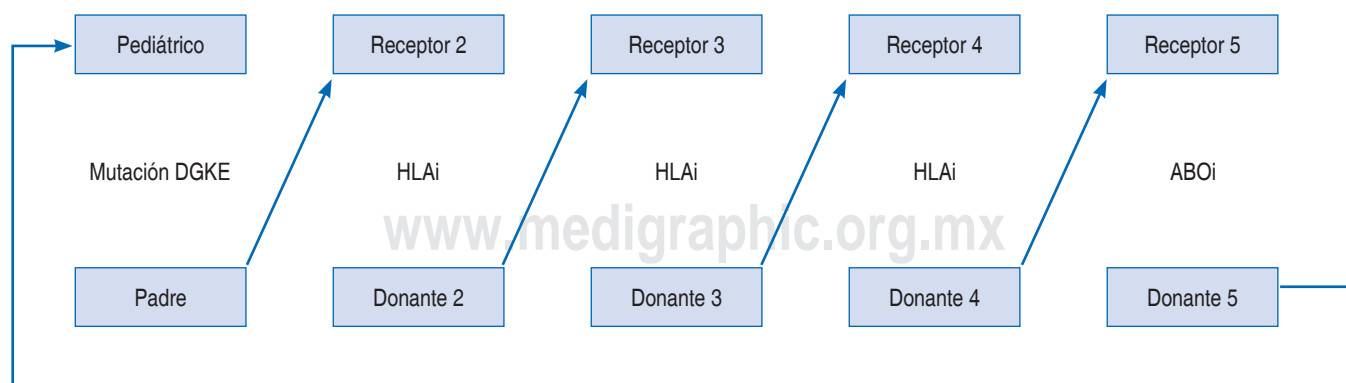 Pediátrico Receptor 2 Receptor 3 Receptor 4 Receptor 5
Mutación DGKE HLAi HLAi HLAi ABOi
www.medigraphic.org.mx
Padre Donante 2 Donante 3 Donante 4 Donante 5